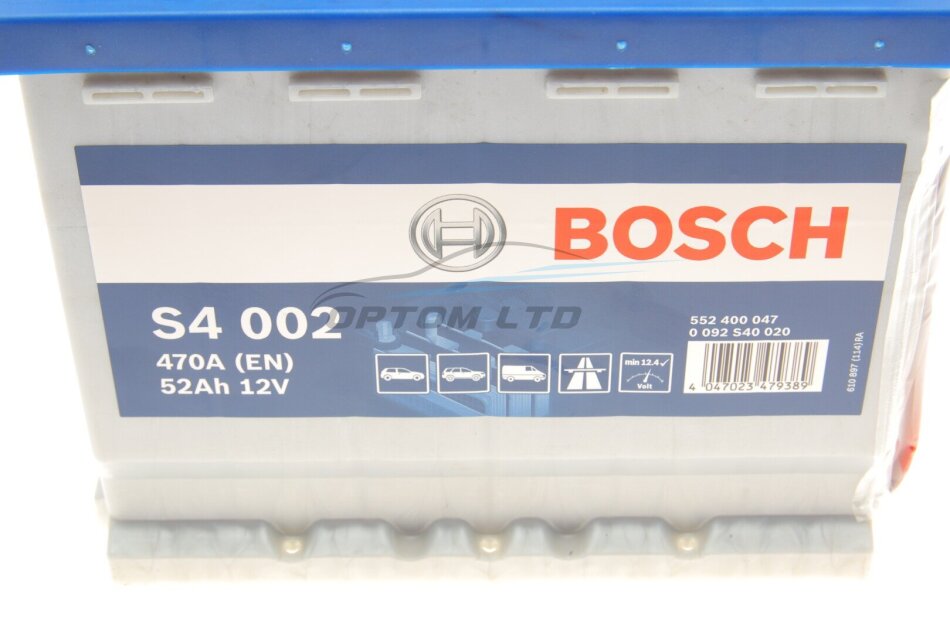 BOSCH
S4 002
470A (EN)
52Ah 12V
OPTOM LTD
min 12.4✓
Volt
552 400 047
0 092 S40 020
4 047023 479389
610 897 (114) RA